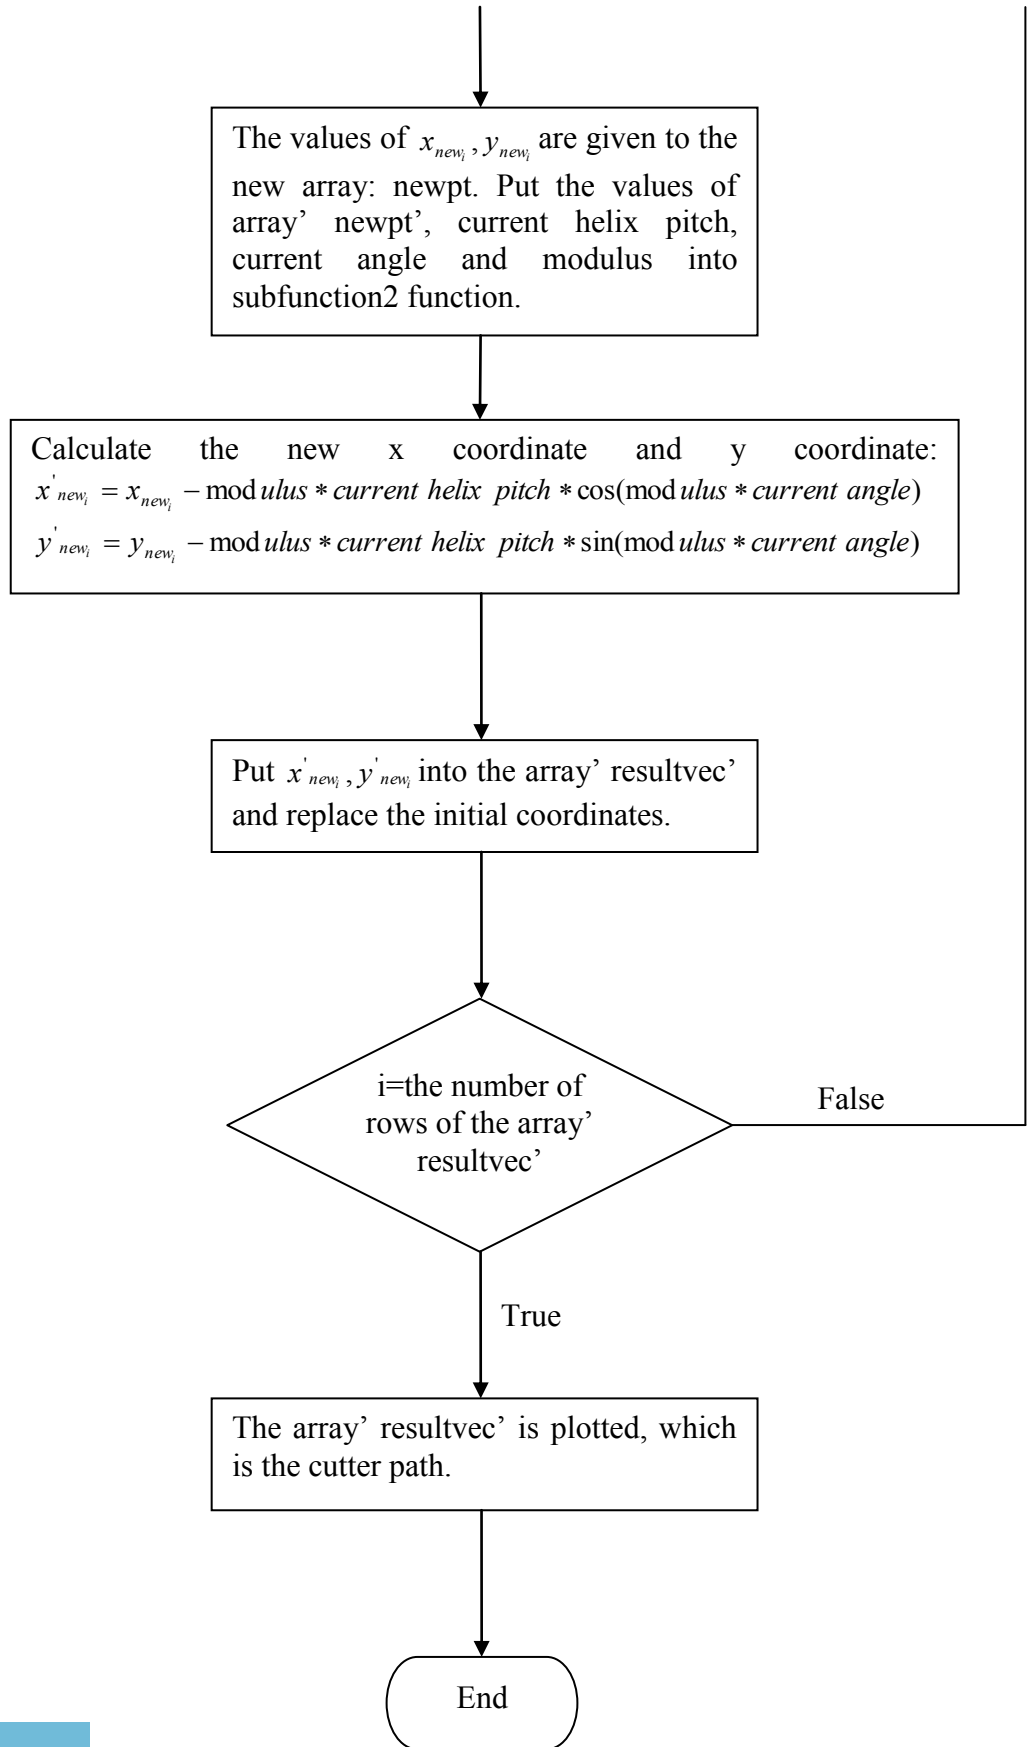 The values of x_{new_i}, y_{new_i} are given to the
new array: newpt. Put the values of
array’ newpt’, current helix pitch,
current angle and modulus into
subfunction2 function.
Calculate the new x coordinate and y coordinate:
x'_{new_i} = x_{new_i} − modulus * current helix pitch * cos(modulus * current angle)
y'_{new_i} = y_{new_i} − modulus * current helix pitch * sin(modulus * current angle)
Put x'_{new_i}, y'_{new_i} into the array’ resultvec’
and replace the initial coordinates.
i=the number of
rows of the array’
resultvec’
False
True
The array’ resultvec’ is plotted, which
is the cutter path.
End